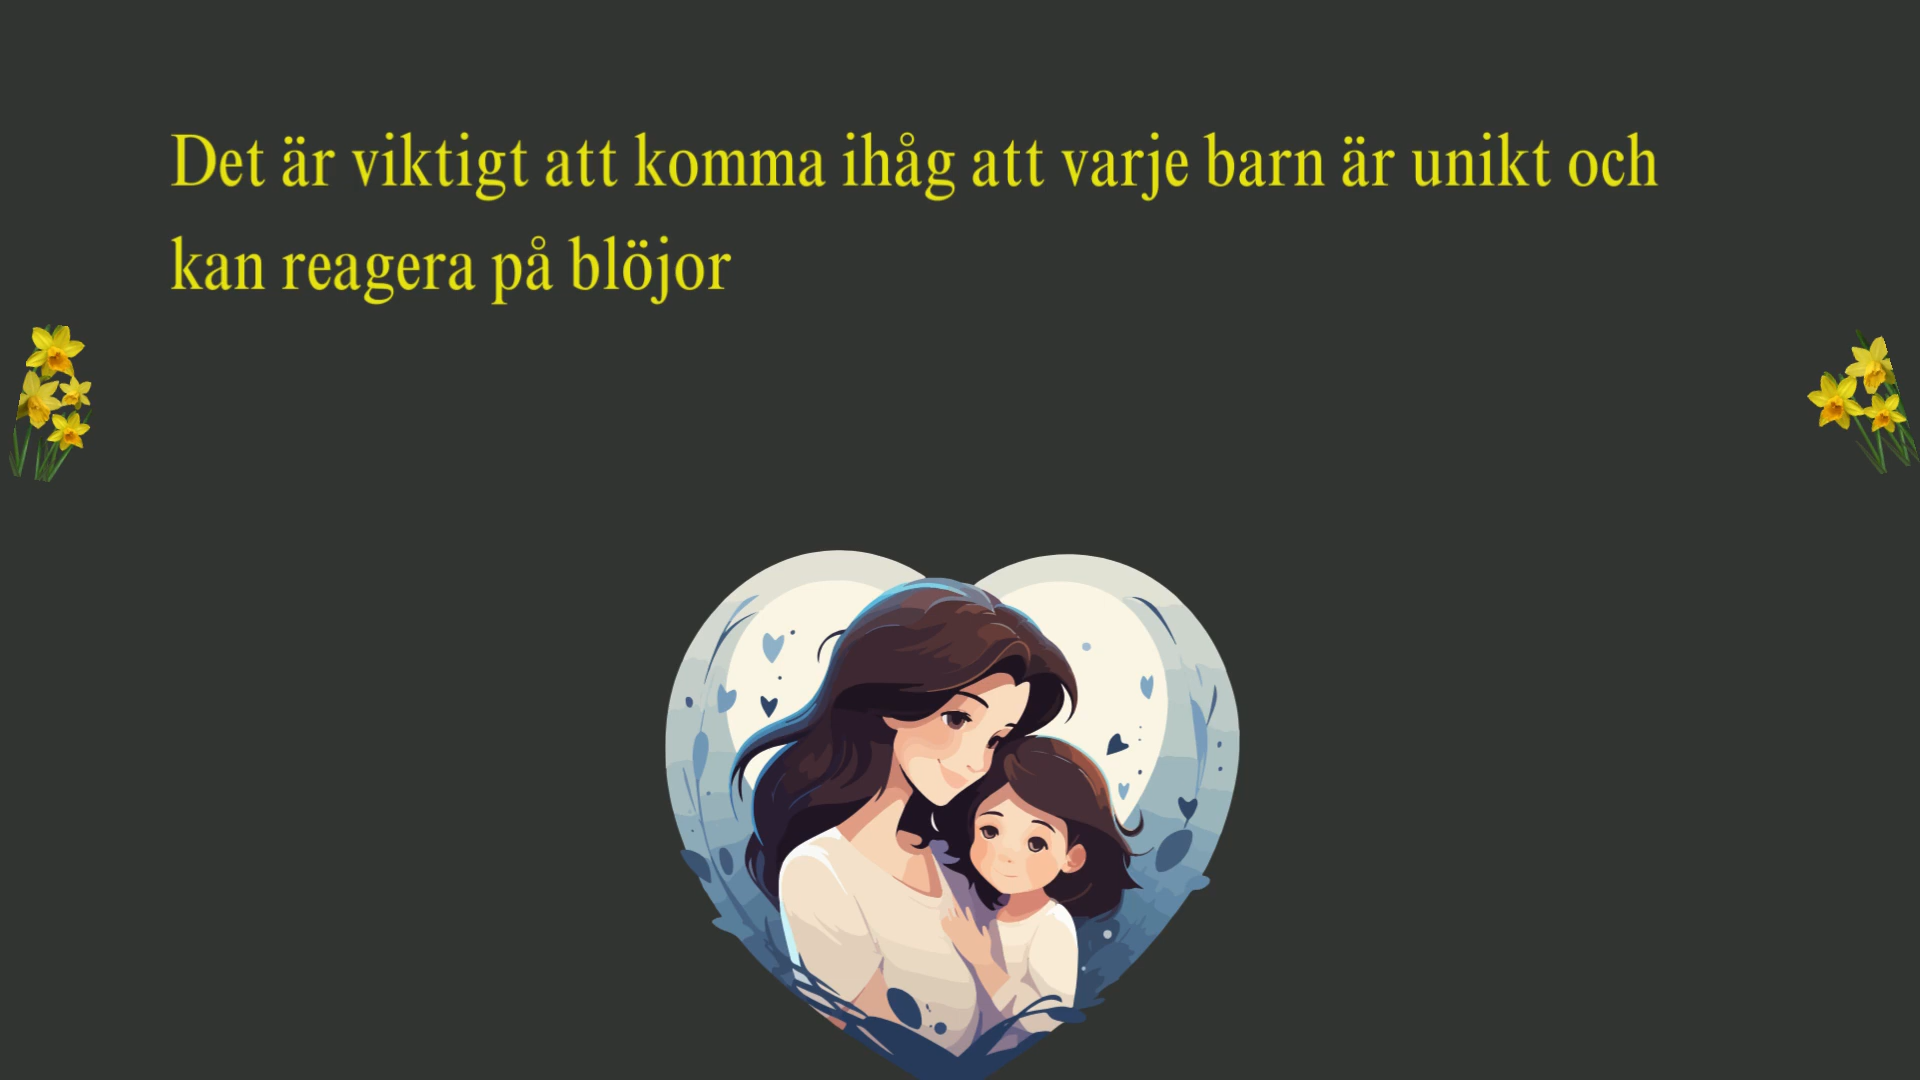 Det är viktigt att komma ihåg att varje barn är unikt och
kan reagera på blöjor